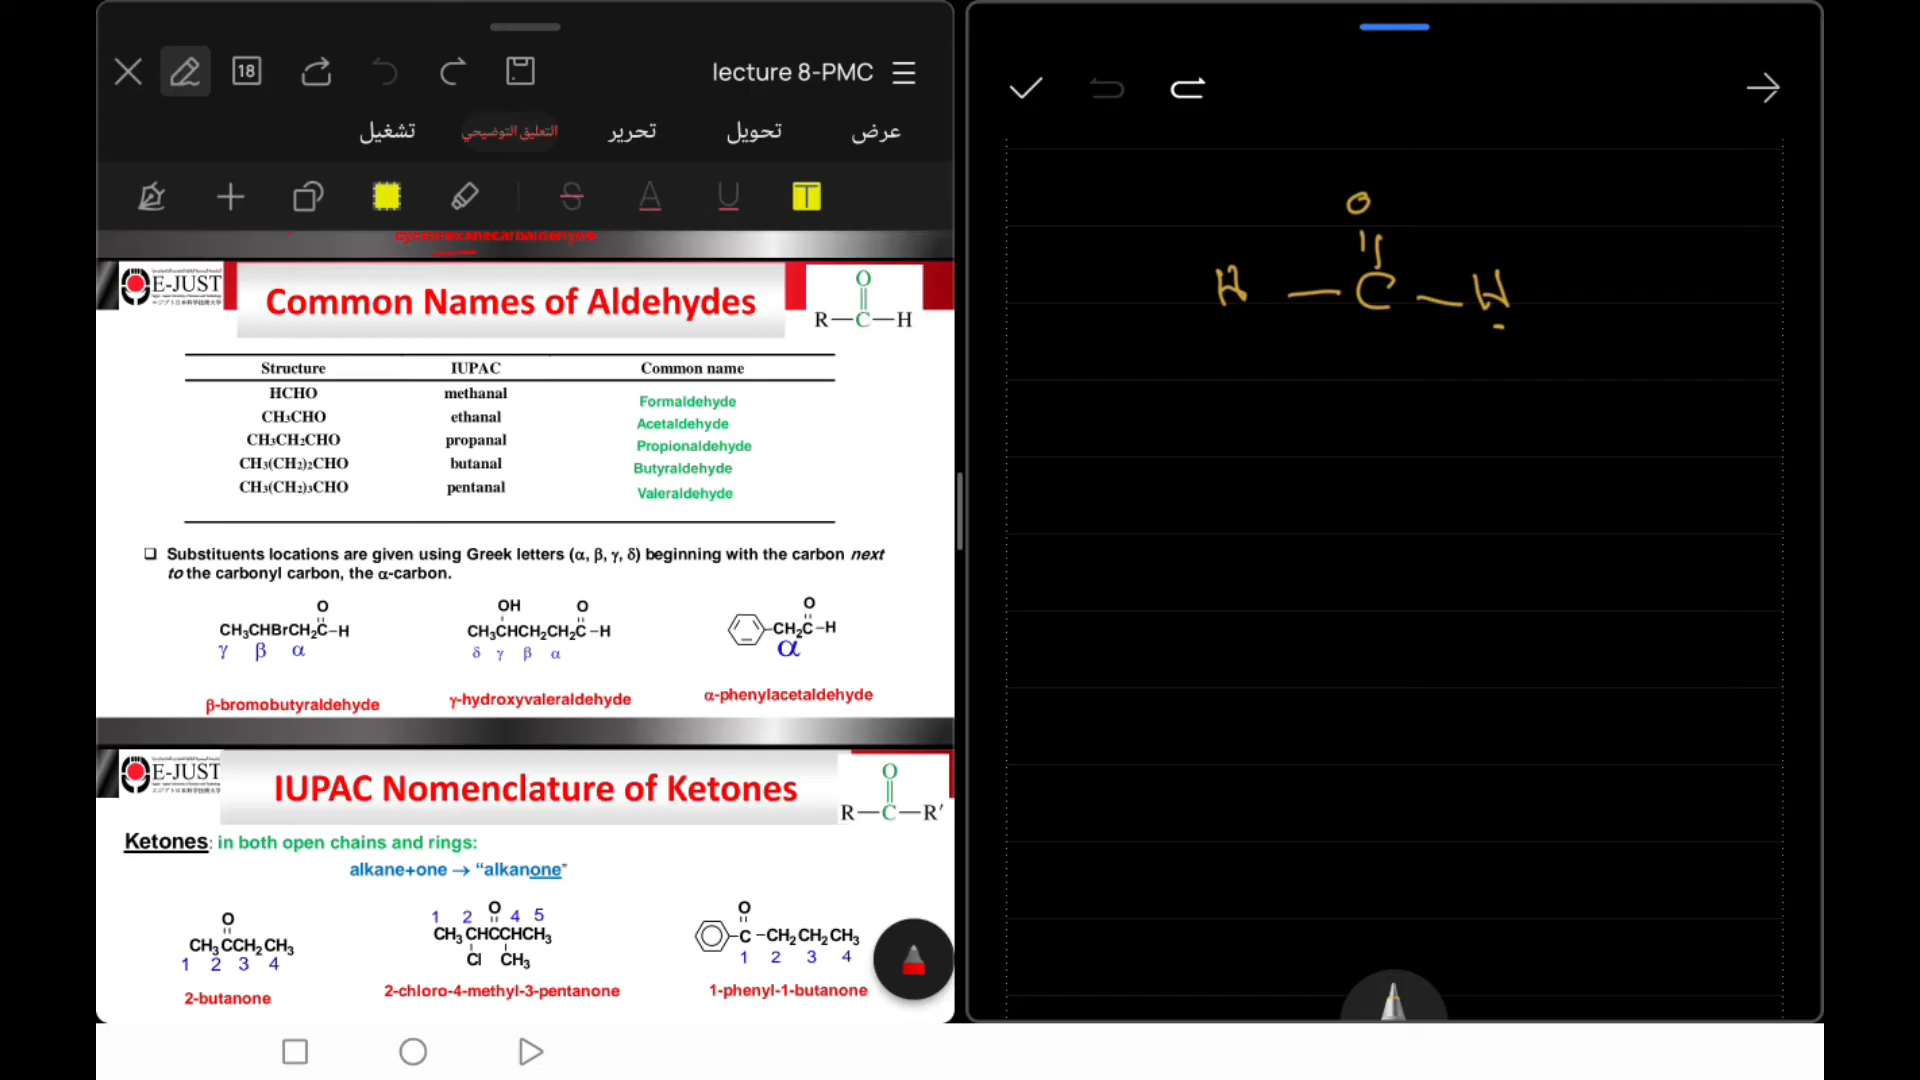 18
lecture 8-PMC
عرض تحويل تحرير التعليق التوضيحي تشغيل
S A U T
cyclohexanecarbaldehyde
E-JUST
Common Names of Aldehydes
O
R—C—H
Structure IUPAC Common name
HCHO methanal Formaldehyde
CH3CHO ethanal Acetaldehyde
CH3CH2CHO propanal Propionaldehyde
CH3(CH2)2CHO butanal Butyraldehyde
CH3(CH2)3CHO pentanal Valeraldehyde
Substituents locations are given using Greek letters (α, β, γ, δ) beginning with the carbon next
to the carbonyl carbon, the α-carbon.
O OH O O
CH3CHBrCH2C–H CH3CHCH2CH2C–H CH2C–H
γ β α δ γ β α α
β-bromobutyraldehyde γ-hydroxyvaleraldehyde α-phenylacetaldehyde
E-JUST
IUPAC Nomenclature of Ketones
O
R—C—R′
Ketones: in both open chains and rings:
alkane+one → “alkanone”
O 1 2 O 4 5 O
CH3CCH2CH3 CH3CHCCHCH3 C–CH2CH2CH3
1 2 3 4 Cl CH3 1 2 3 4
2-butanone 2-chloro-4-methyl-3-pentanone 1-phenyl-1-butanone
O
H — C — H